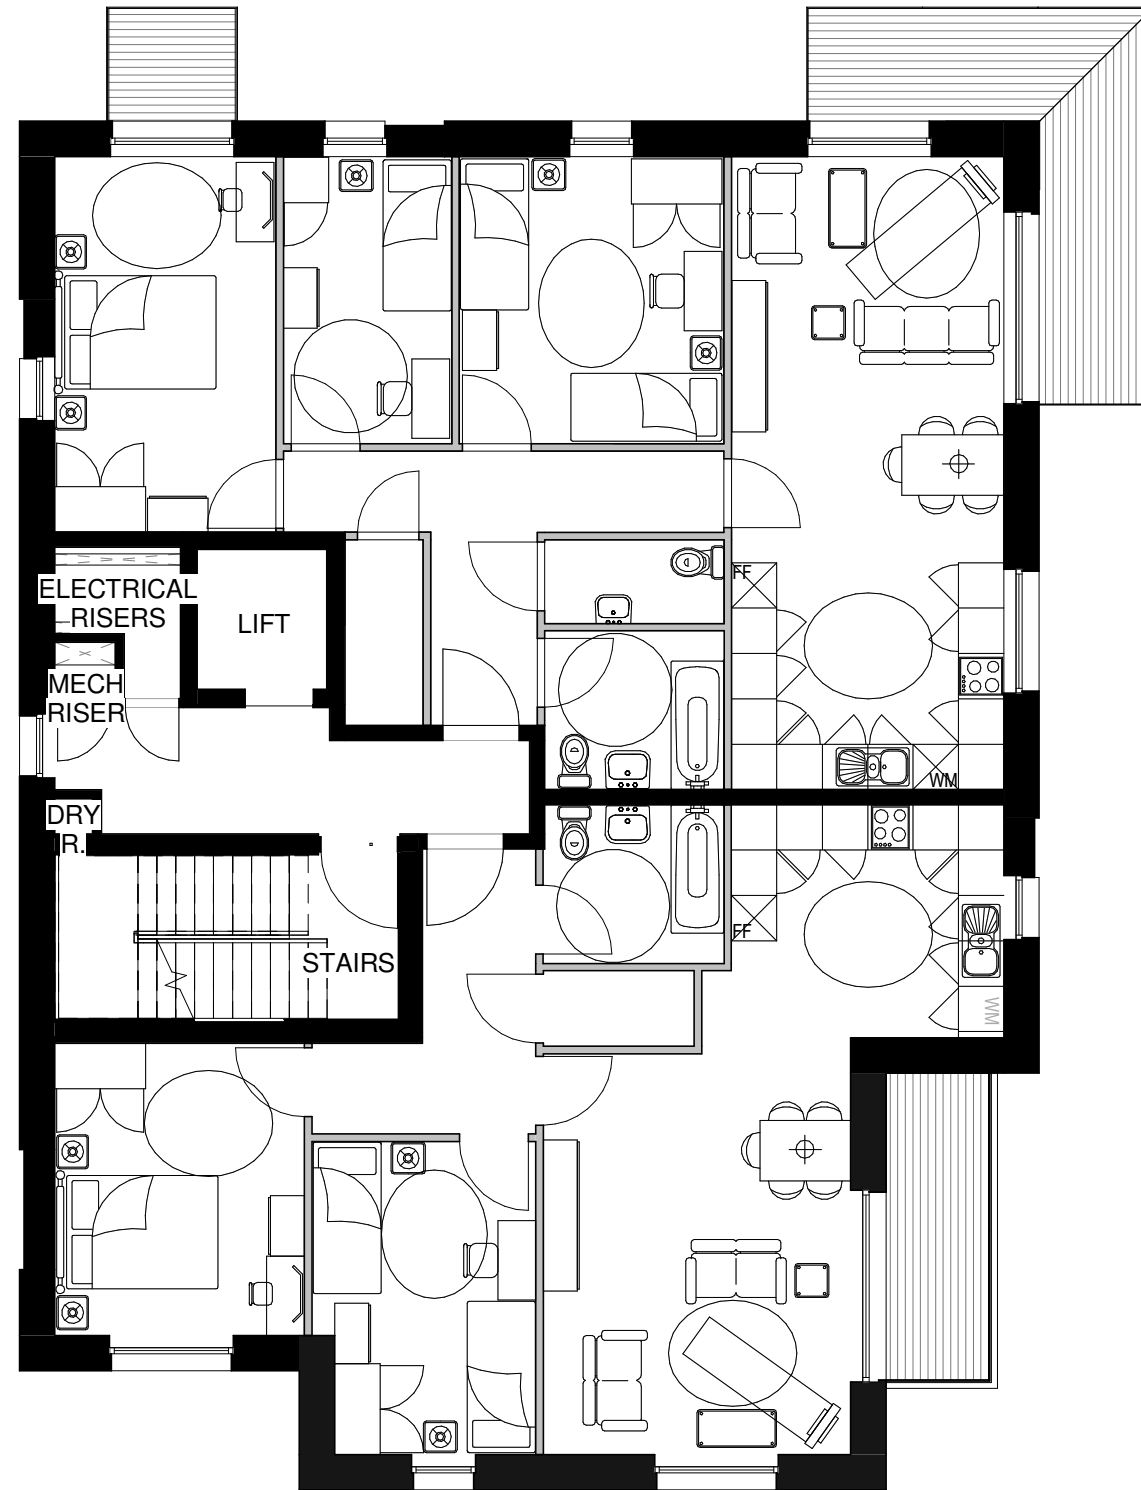 FF
ELECTRICAL
RISERS
LIFT
MECH
RISER
WM
DRY
R.
FF
STAIRS
WM